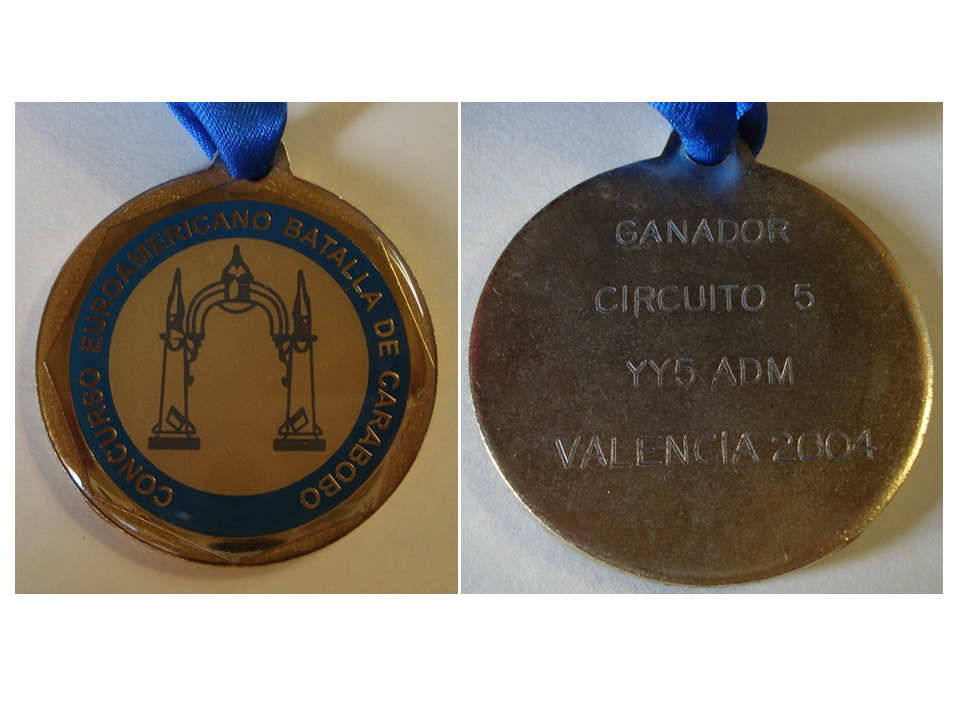 CONCURSO EUROAMERICANO BATALLA DE CARABOBO
GANADOR
CIRCUITO 5
YY5 ADM
VALENCIA 2004